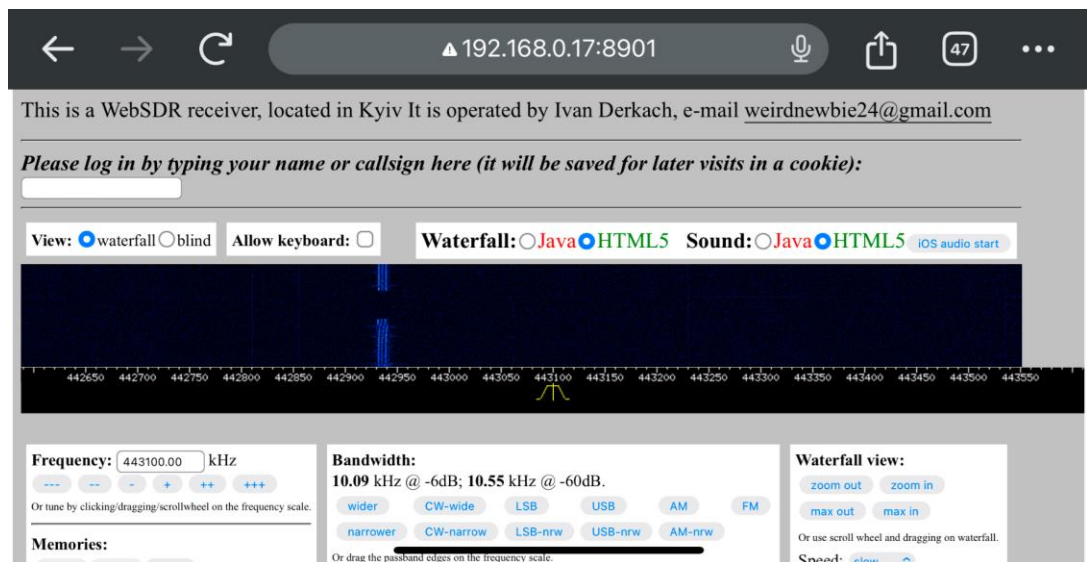 192.168.0.17:8901
47
This is a WebSDR receiver, located in Kyiv It is operated by Ivan Derkach, e-mail weirdnewbie24@gmail.com
Please log in by typing your name or callsign here (it will be saved for later visits in a cookie):
View: waterfall blind Allow keyboard: Waterfall: Java HTML5 Sound: Java HTML5 iOS audio start
442650 442700 442750 442800 442850 442900 442950 443000 443050 443100 443150 443200 443250 443300 443350 443400 443450 443500 443550
Frequency: 443100.00 kHz
--- -- - + ++ +++
Or tune by clicking/dragging/scrollwheel on the frequency scale.
Memories:
Bandwidth:
10.09 kHz @ -6dB; 10.55 kHz @ -60dB.
wider CW-wide LSB USB AM FM
narrower CW-narrow LSB-nrw USB-nrw AM-nrw
Or drag the passband edges on the frequency scale.
Waterfall view:
zoom out zoom in
max out max in
Or use scroll wheel and dragging on waterfall.
Speed: slow